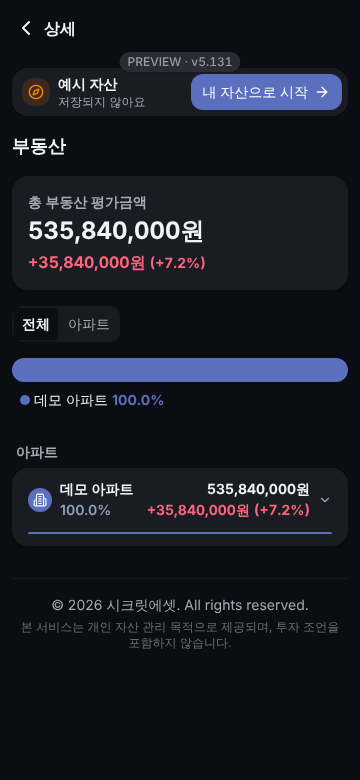 상세
PREVIEW · v5.131
예시 자산
저장되지 않아요
내 자산으로 시작 →
부동산
총 부동산 평가금액
535,840,000원
+35,840,000원 (+7.2%)
전체 아파트
데모 아파트 100.0%
아파트
데모 아파트 535,840,000원
100.0% +35,840,000원 (+7.2%)
© 2026 시크릿에셋. All rights reserved.
본 서비스는 개인 자산 관리 목적으로 제공되며, 투자 조언을
포함하지 않습니다.